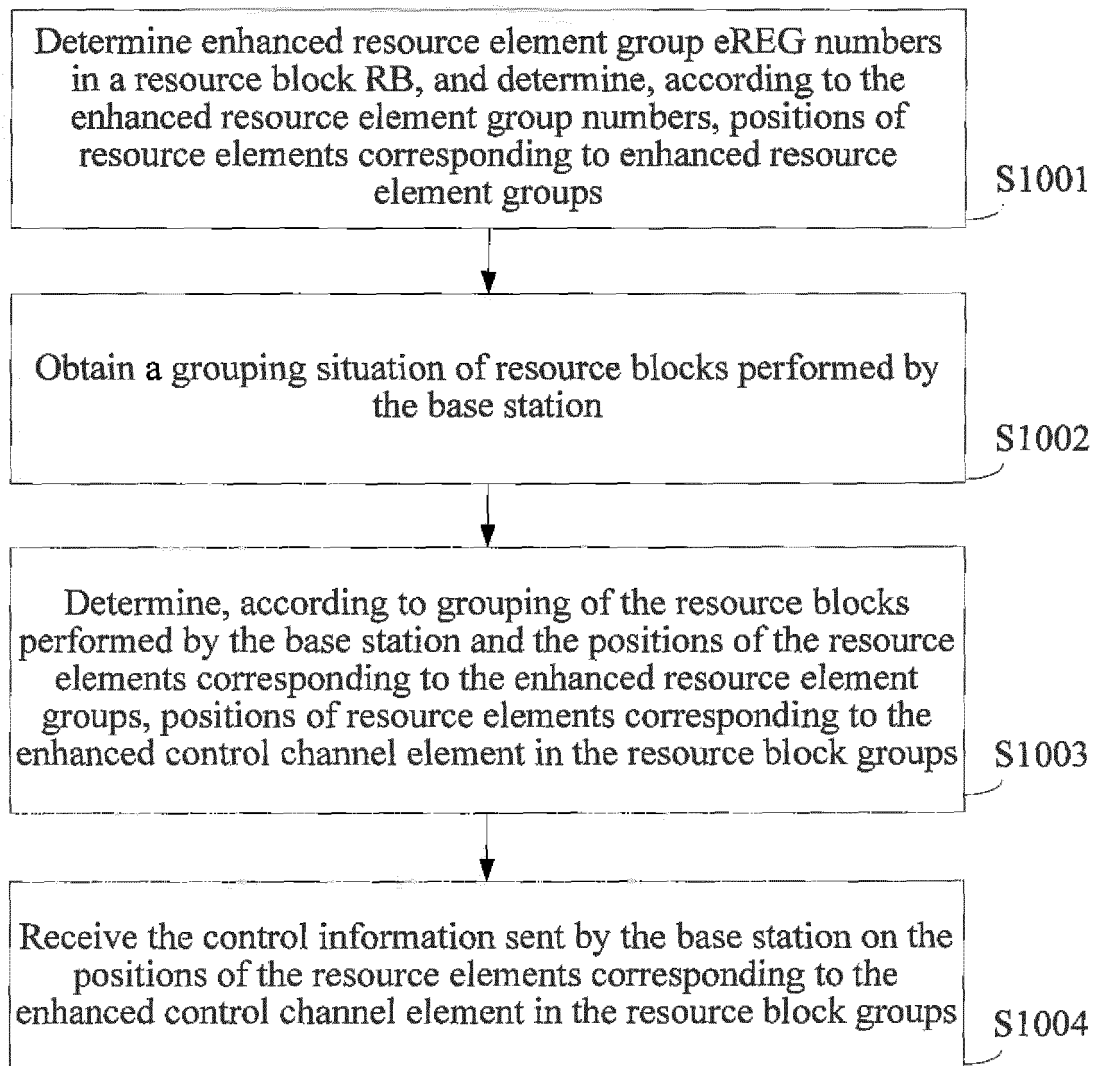 Determine enhanced resource element group eREG numbers
in a resource block RB, and determine, according to the
enhanced resource element group numbers, positions of
resource elements corresponding to enhanced resource
element groups
S1001
Obtain a grouping situation of resource blocks performed by
the base station
S1002
Determine, according to grouping of the resource blocks
performed by the base station and the positions of the resource
elements corresponding to the enhanced resource element
groups, positions of resource elements corresponding to the
enhanced control channel element in the resource block groups
S1003
Receive the control information sent by the base station on the
positions of the resource elements corresponding to the
enhanced control channel element in the resource block groups
S1004